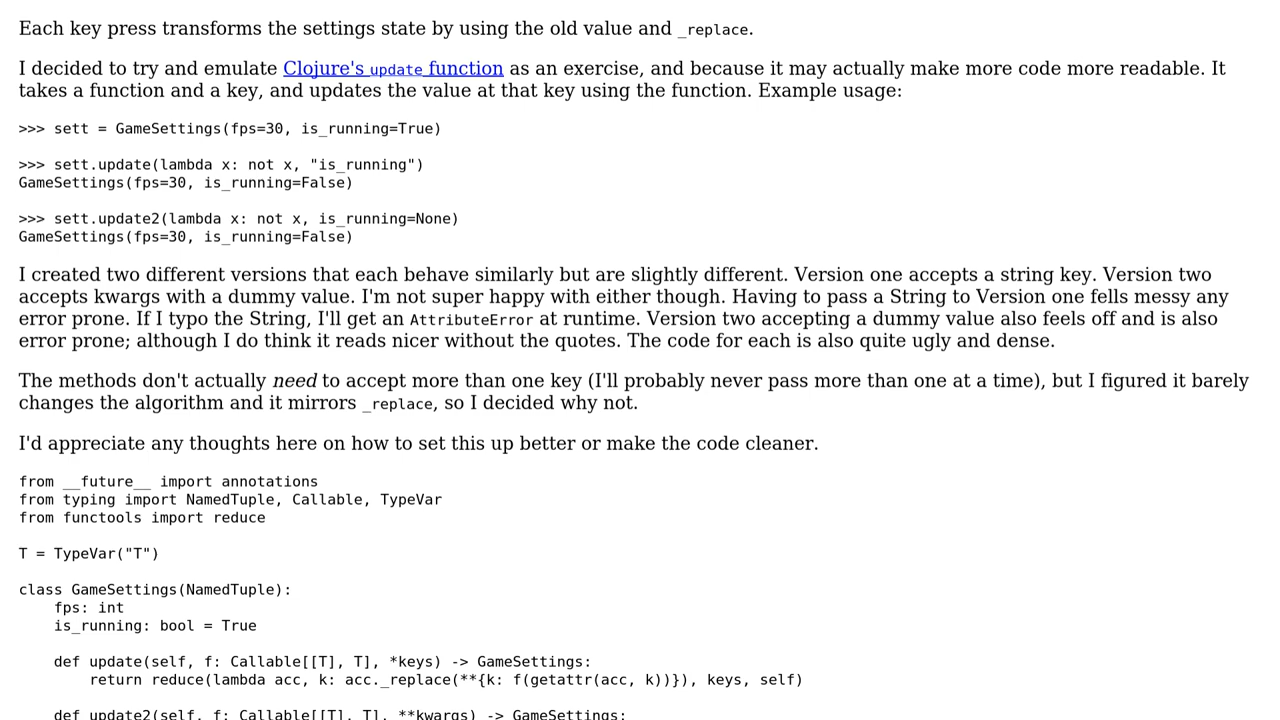 Each key press transforms the settings state by using the old value and _replace.
I decided to try and emulate Clojure's update function as an exercise, and because it may actually make more code more readable. It
takes a function and a key, and updates the value at that key using the function. Example usage:
>>> sett = GameSettings(fps=30, is_running=True)
>>> sett.update(lambda x: not x, "is_running")
GameSettings(fps=30, is_running=False)
>>> sett.update2(lambda x: not x, is_running=None)
GameSettings(fps=30, is_running=False)
I created two different versions that each behave similarly but are slightly different. Version one accepts a string key. Version two
accepts kwargs with a dummy value. I'm not super happy with either though. Having to pass a String to Version one fells messy any
error prone. If I typo the String, I'll get an AttributeError at runtime. Version two accepting a dummy value also feels off and is also
error prone; although I do think it reads nicer without the quotes. The code for each is also quite ugly and dense.
The methods don't actually need to accept more than one key (I'll probably never pass more than one at a time), but I figured it barely
changes the algorithm and it mirrors _replace, so I decided why not.
I'd appreciate any thoughts here on how to set this up better or make the code cleaner.
from __future__ import annotations
from typing import NamedTuple, Callable, TypeVar
from functools import reduce
T = TypeVar("T")
class GameSettings(NamedTuple):
    fps: int
    is_running: bool = True
    def update(self, f: Callable[[T], T], *keys) -> GameSettings:
        return reduce(lambda acc, k: acc._replace(**{k: f(getattr(acc, k))}), keys, self)
    def update2(self, f: Callable[[T], T], **kwargs) -> GameSettings: